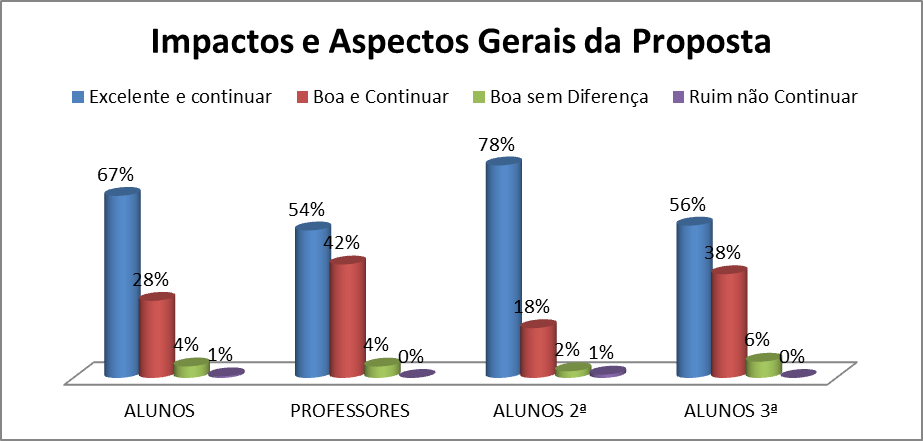 Impactos e Aspectos Gerais da Proposta
Excelente e continuar Boa e Continuar Boa sem Diferença Ruim não Continuar
67% 28% 4% 1%
54% 42% 4% 0%
78% 18% 2% 1%
56% 38% 6% 0%
ALUNOS PROFESSORES ALUNOS 2ª ALUNOS 3ª